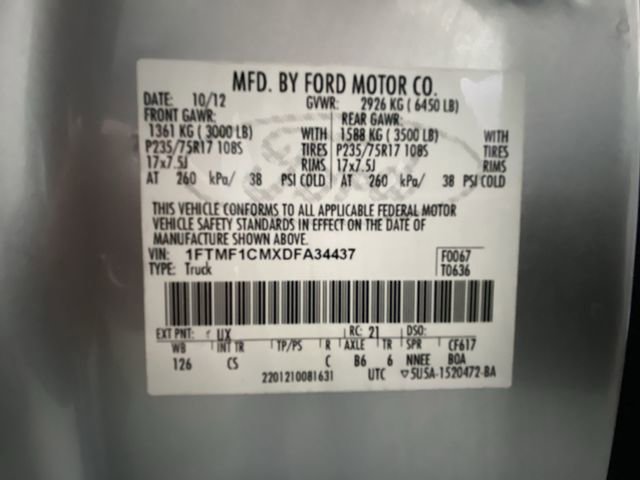 MFD. BY FORD MOTOR CO.
DATE: 10/12 GVWR: 2926 KG ( 6450 LB)
FRONT GAWR: REAR GAWR:
1361 KG ( 3000 LB) WITH 1588 KG ( 3500 LB) WITH
P235/75R17 108S TIRES P235/75R17 108S TIRES
17x7.5J RIMS 17x7.5J RIMS
AT 260 kPa/ 38 PSI COLD AT 260 kPa/ 38 PSI COLD
THIS VEHICLE CONFORMS TO ALL APPLICABLE FEDERAL MOTOR
VEHICLE SAFETY STANDARDS IN EFFECT ON THE DATE OF
MANUFACTURE SHOWN ABOVE.
VIN: 1FTMF1CMXDFA34437 F0067
TYPE: Truck T0636
EXT PNT: UX RC: 21 DSO:
WB INT TR TP/PS R AXLE TR SPR CF617
126 CS C B6 6 NNEE BOA
2201210081631 UTC ▽5U5A-1520472-BA